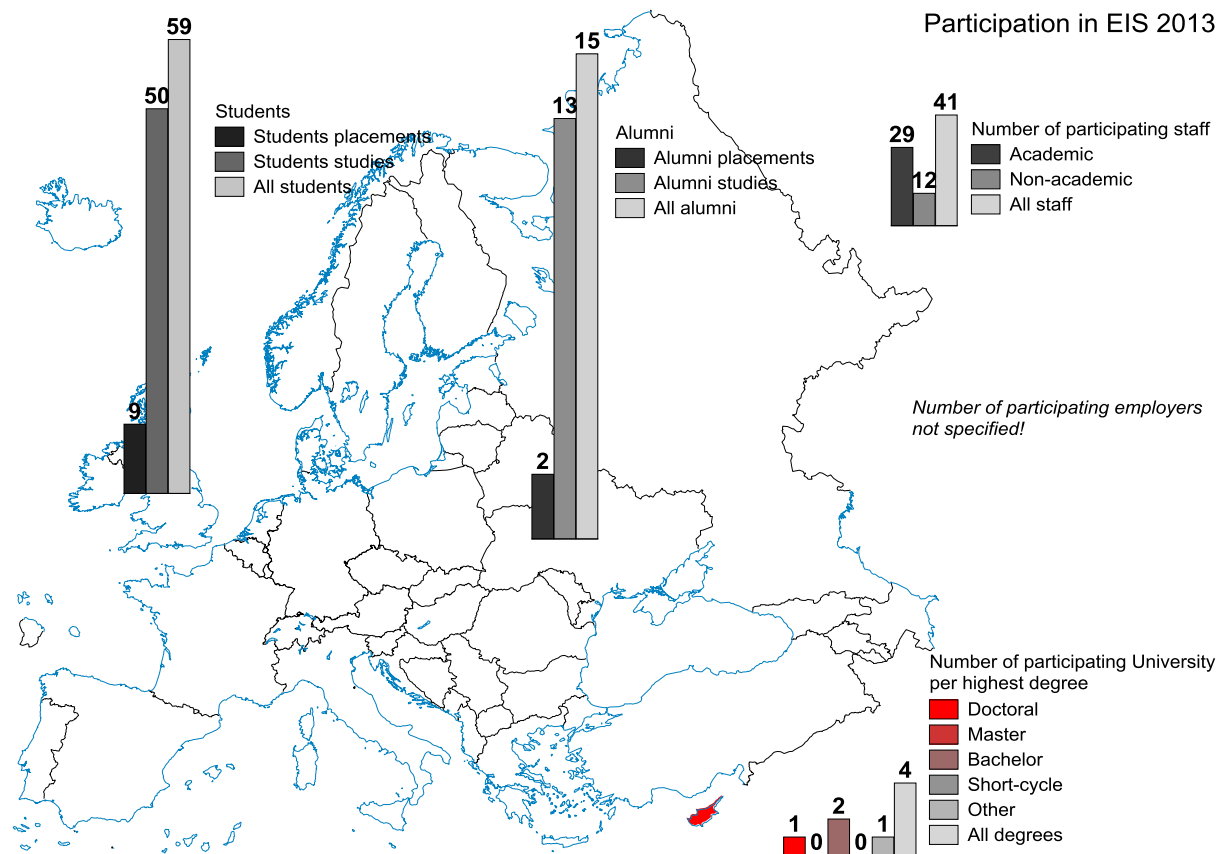 Participation in EIS 2013
59
50
9
Students
Students placements
Students studies
All students
15
13
2
Alumni
Alumni placements
Alumni studies
All alumni
41
29
12
Number of participating staff
Academic
Non-academic
All staff
Number of participating employers
not specified!
Number of participating University
per highest degree
Doctoral
Master
Bachelor
Short-cycle
Other
All degrees
1
0
2
0
1
4